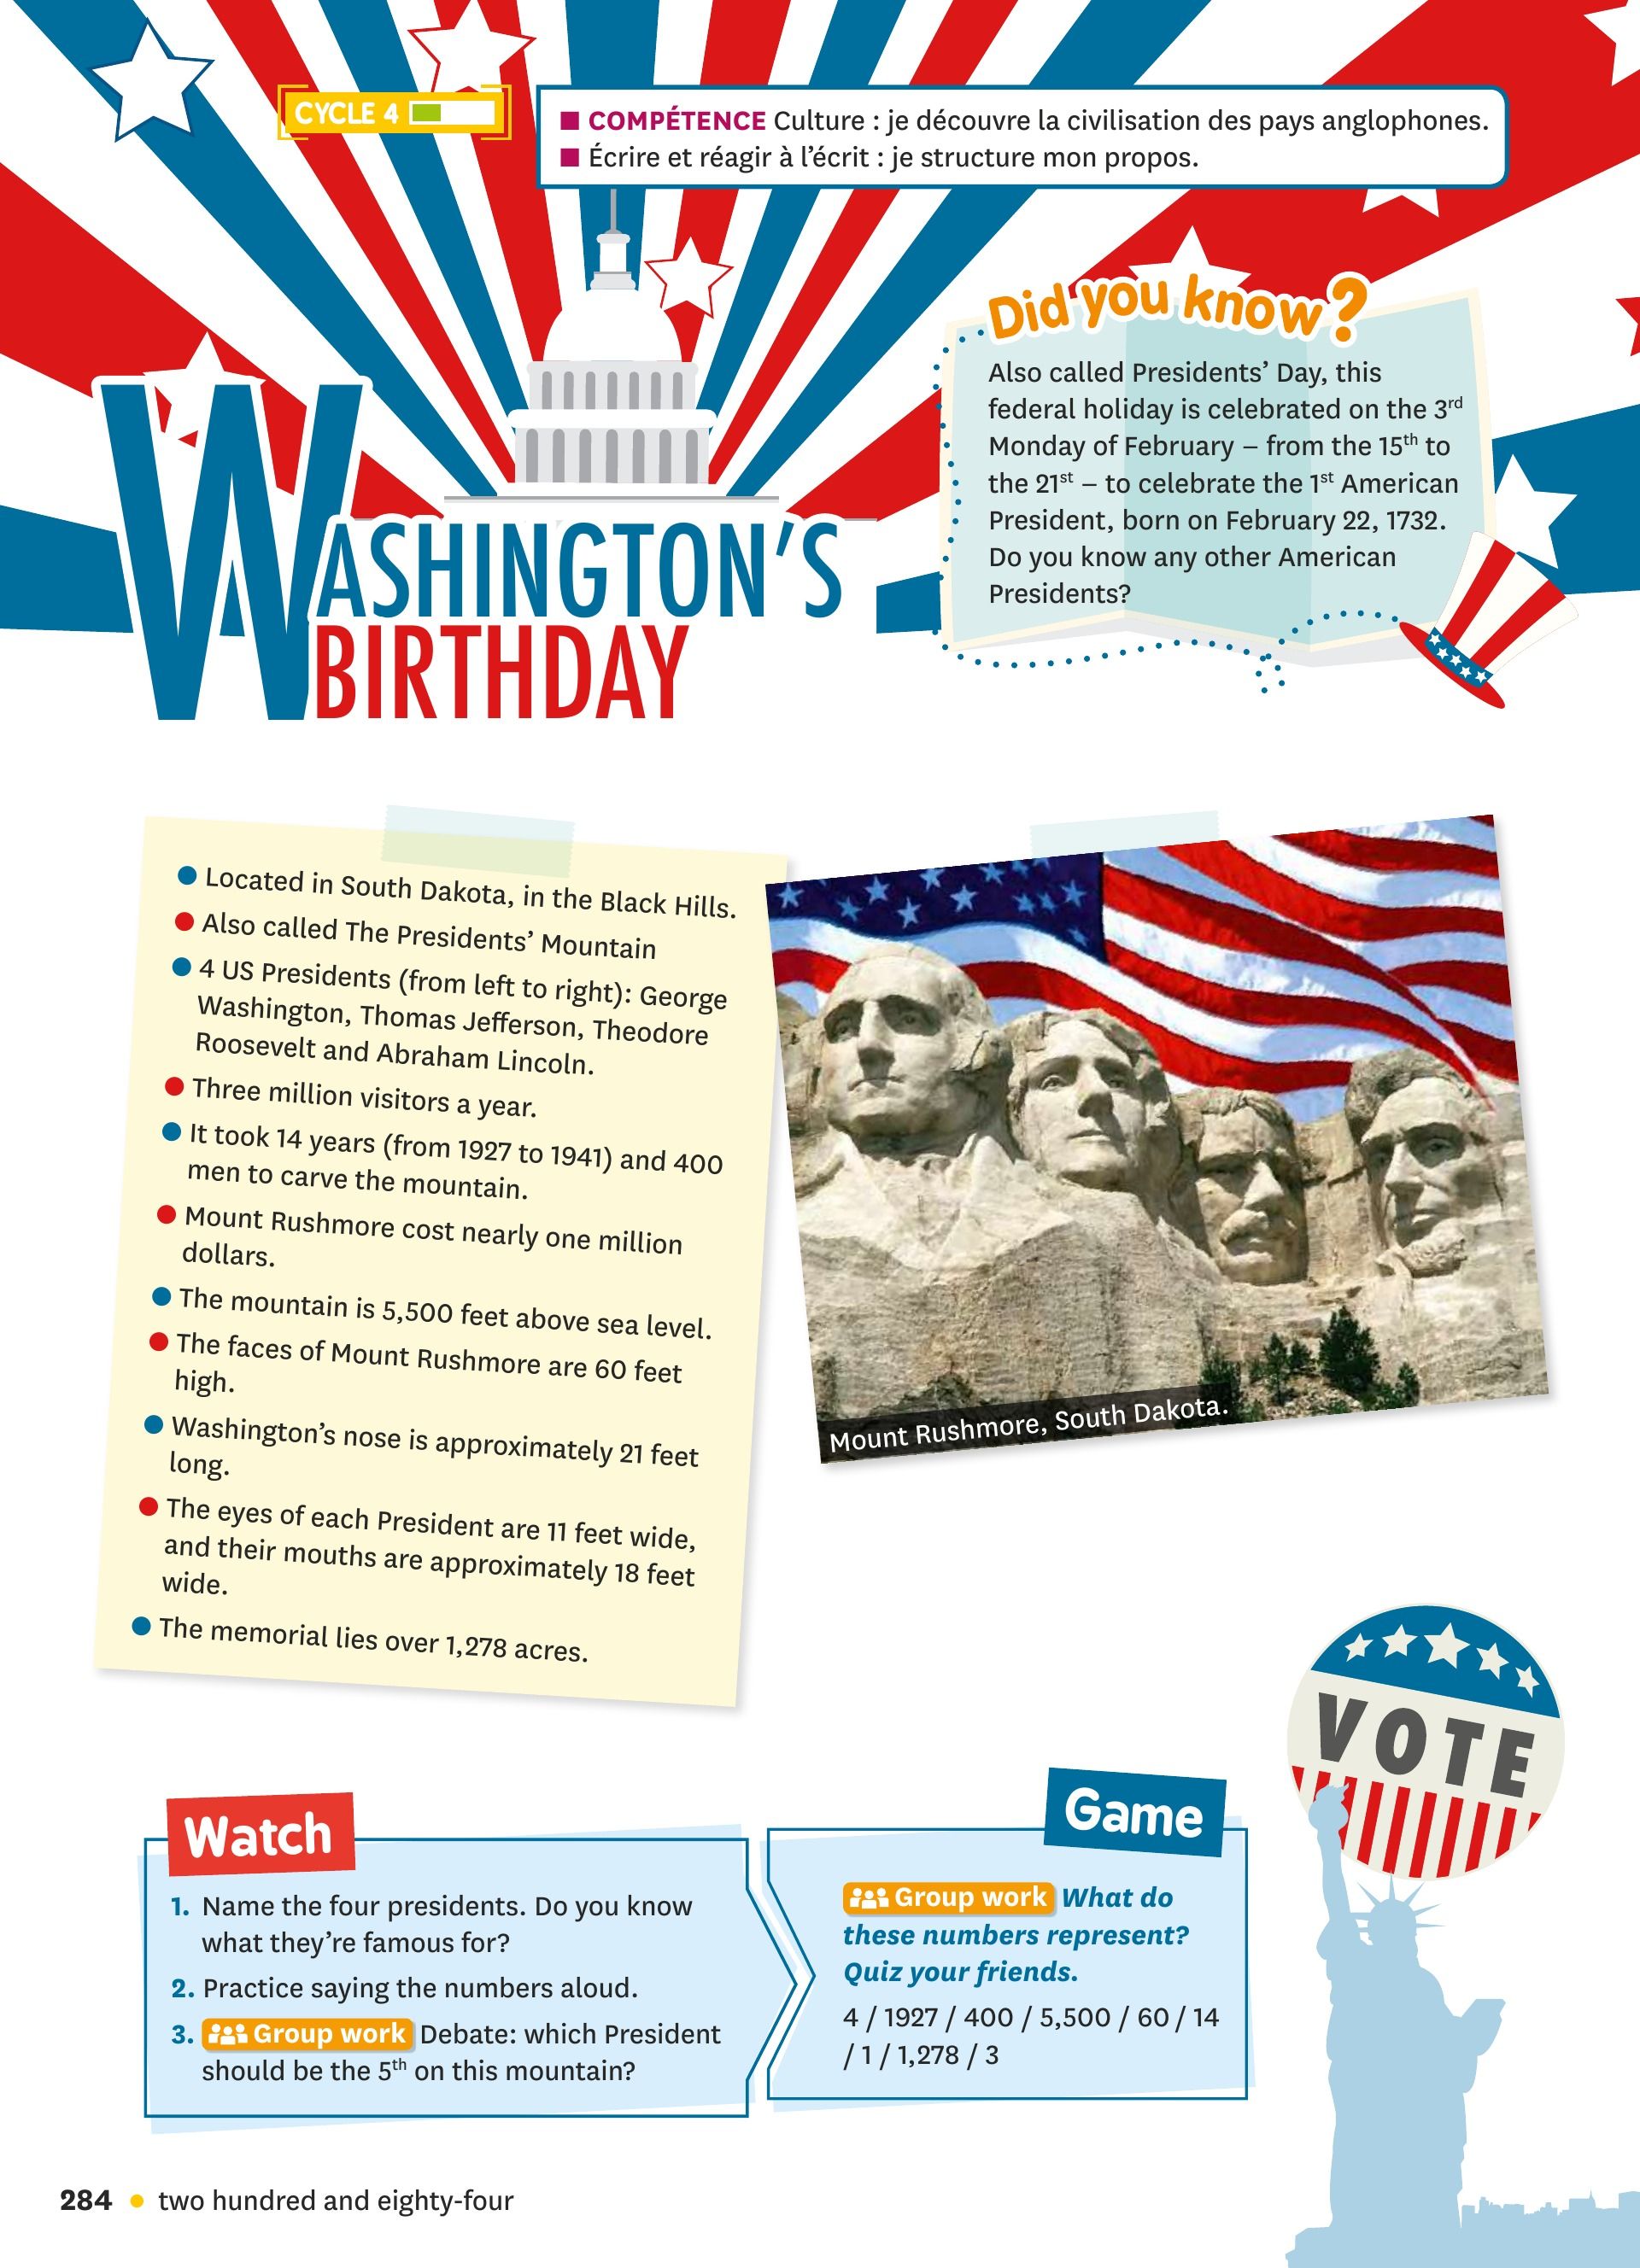 CYCLE 4
■ COMPÉTENCE Culture : je découvre la civilisation des pays anglophones.
■ Écrire et réagir à l'écrit : je structure mon propos.
WASHINGTON'S
BIRTHDAY
Did you know?
Also called Presidents' Day, this
federal holiday is celebrated on the 3rd
Monday of February – from the 15th to
the 21st – to celebrate the 1st American
President, born on February 22, 1732.
Do you know any other American
Presidents?
● Located in South Dakota, in the Black Hills.
● Also called The Presidents' Mountain
● 4 US Presidents (from left to right): George
Washington, Thomas Jefferson, Theodore
Roosevelt and Abraham Lincoln.
● Three million visitors a year.
● It took 14 years (from 1927 to 1941) and 400
men to carve the mountain.
● Mount Rushmore cost nearly one million
dollars.
● The mountain is 5,500 feet above sea level.
● The faces of Mount Rushmore are 60 feet
high.
● Washington's nose is approximately 21 feet
long.
● The eyes of each President are 11 feet wide,
and their mouths are approximately 18 feet
wide.
● The memorial lies over 1,278 acres.
Mount Rushmore, South Dakota.
VOTE
Watch
1. Name the four presidents. Do you know
what they're famous for?
2. Practice saying the numbers aloud.
3. Group work Debate: which President
should be the 5th on this mountain?
Game
Group work What do
these numbers represent?
Quiz your friends.
4 / 1927 / 400 / 5,500 / 60 / 14
/ 1 / 1,278 / 3
284 ● two hundred and eighty-four